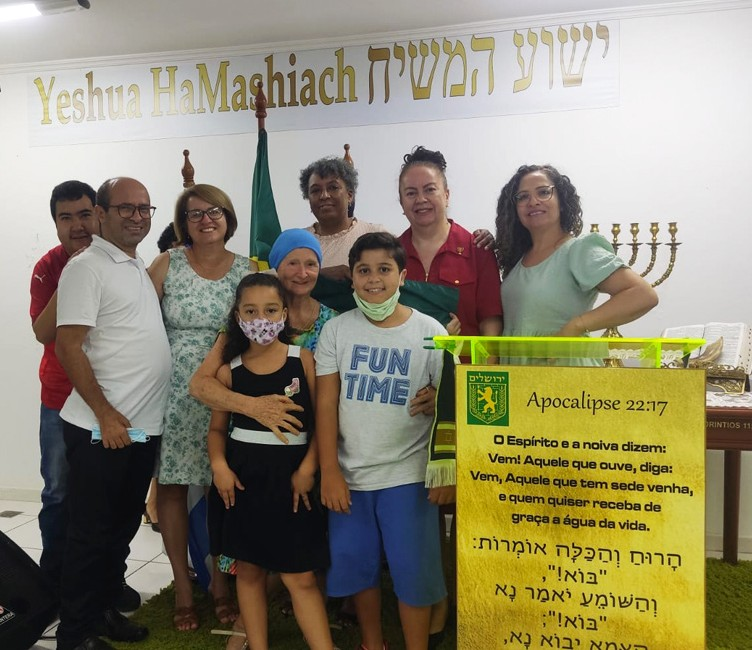 Yeshua HaMashiach ישוע המשיח
FUN
TIME
ירושלים
Apocalipse 22:17
O Espírito e a noiva dizem:
Vem! Aquele que ouve, diga:
Vem, Aquele que tem sede venha,
e quem quiser receba de
graça a água da vida.
הָרוּחַ וְהַכַּלָּה אוֹמְרוֹת:
"בּוֹא!",
וְהַשּׁוֹמֵעַ יֹאמַר נָא
"בּוֹא!";
הַצָּמֵא יָבוֹא נָא,
ORINTIOS 11